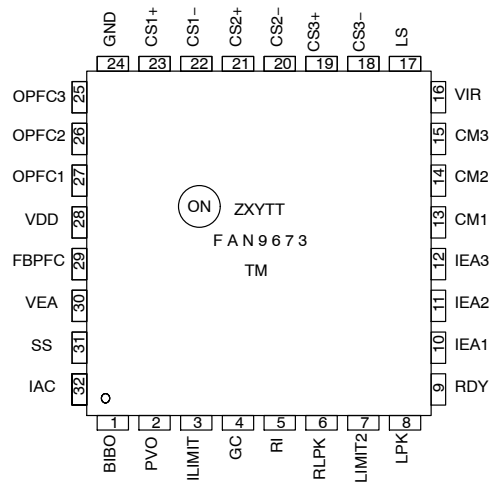 GND
CS1+
CS1−
CS2+
CS2−
CS3+
CS3−
LS
24 23 22 21 20 19 18 17
OPFC3 25
OPFC2 26
OPFC1 27
VDD 28
FBPFC 29
VEA 30
SS 31
IAC 32
ON
ZXYTT
FAN9673
TM
16 VIR
15 CM3
14 CM2
13 CM1
12 IEA3
11 IEA2
10 IEA1
9 RDY
1 2 3 4 5 6 7 8
BIBO
PVO
ILIMIT
GC
RI
RLPK
LIMIT2
LPK